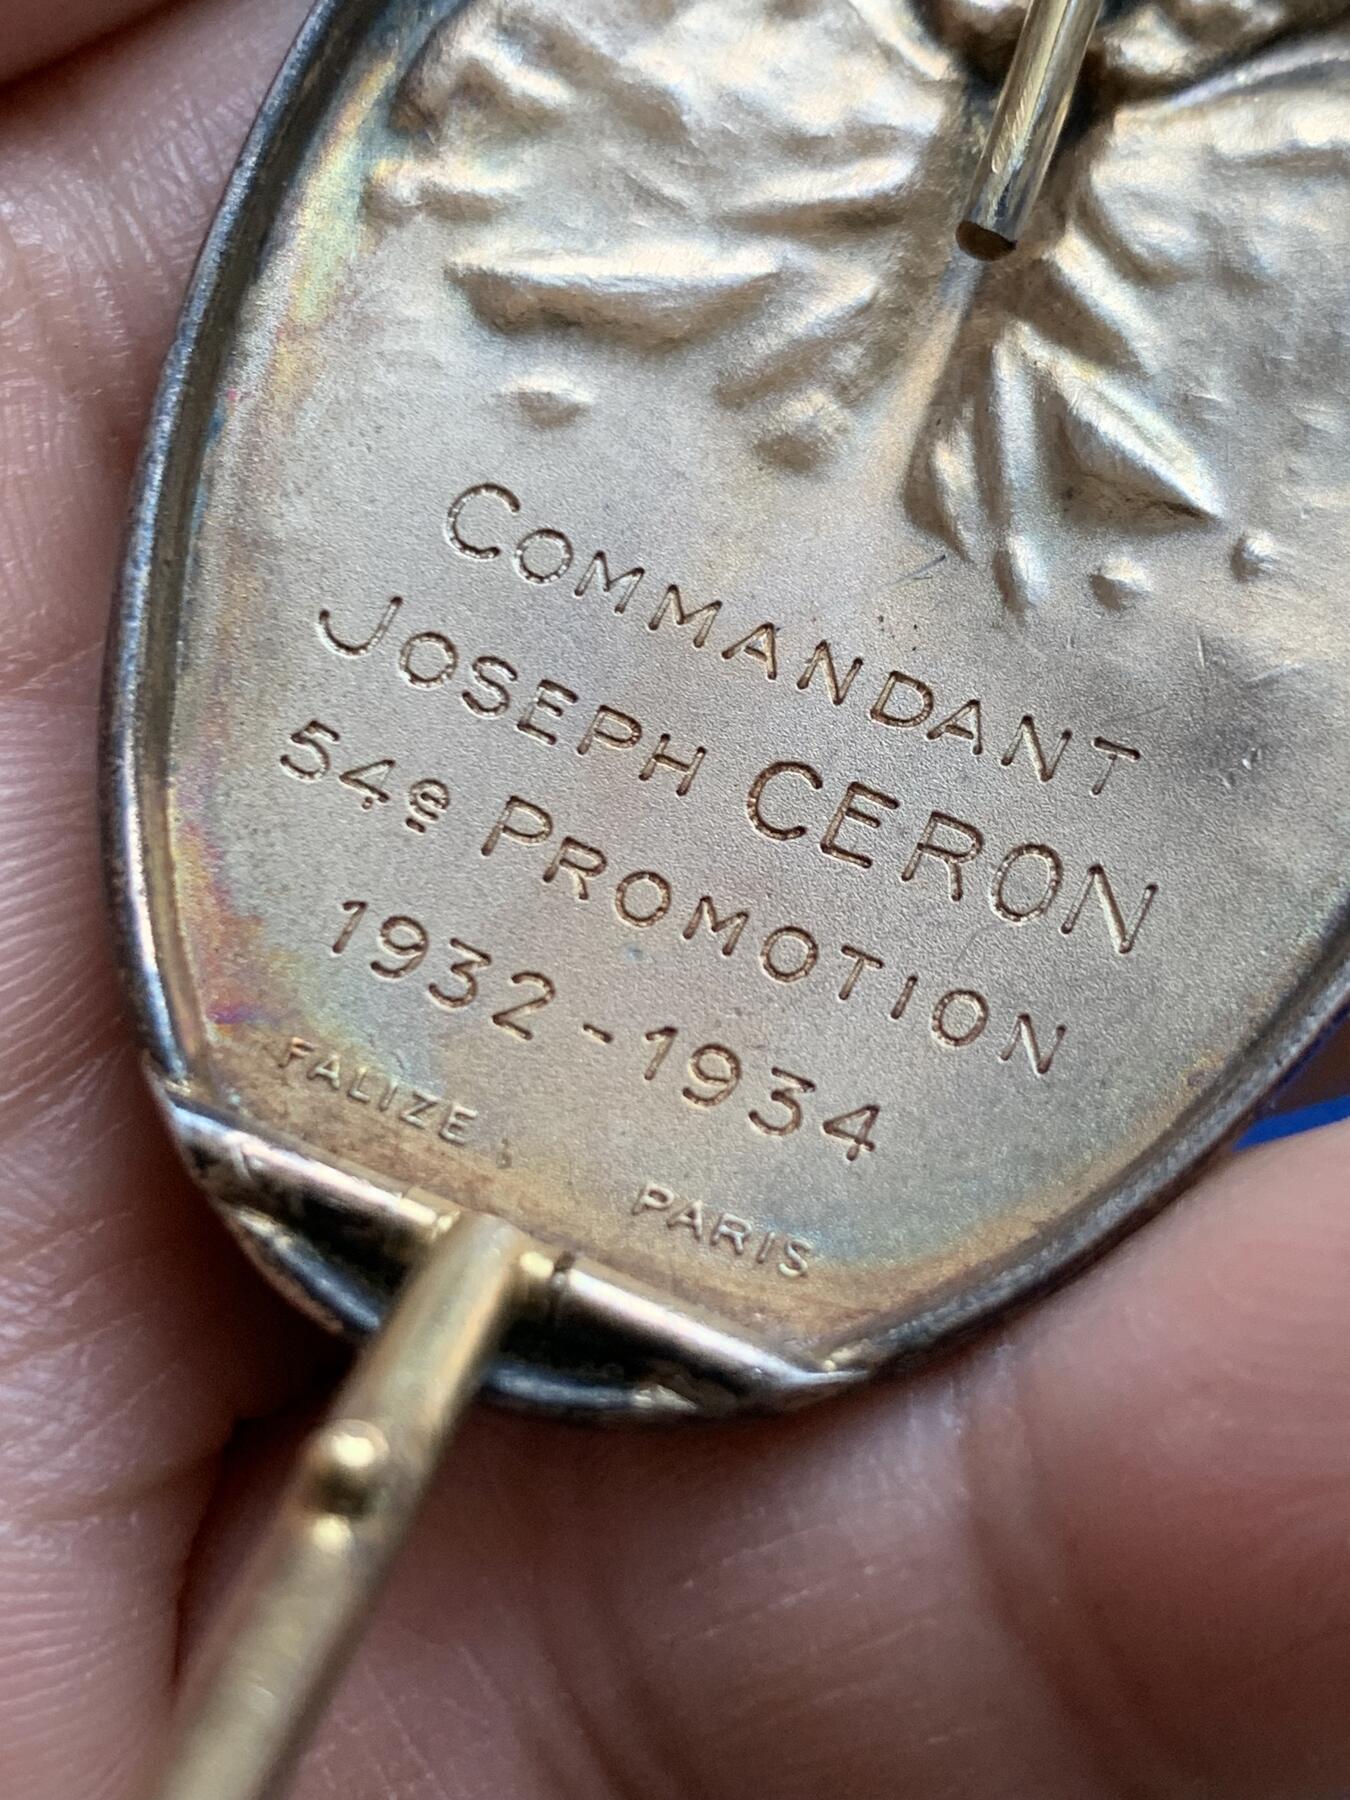 COMMANDANT
JOSEPH CERON
54e PROMOTION
1932-1934
FALIZE
PARIS